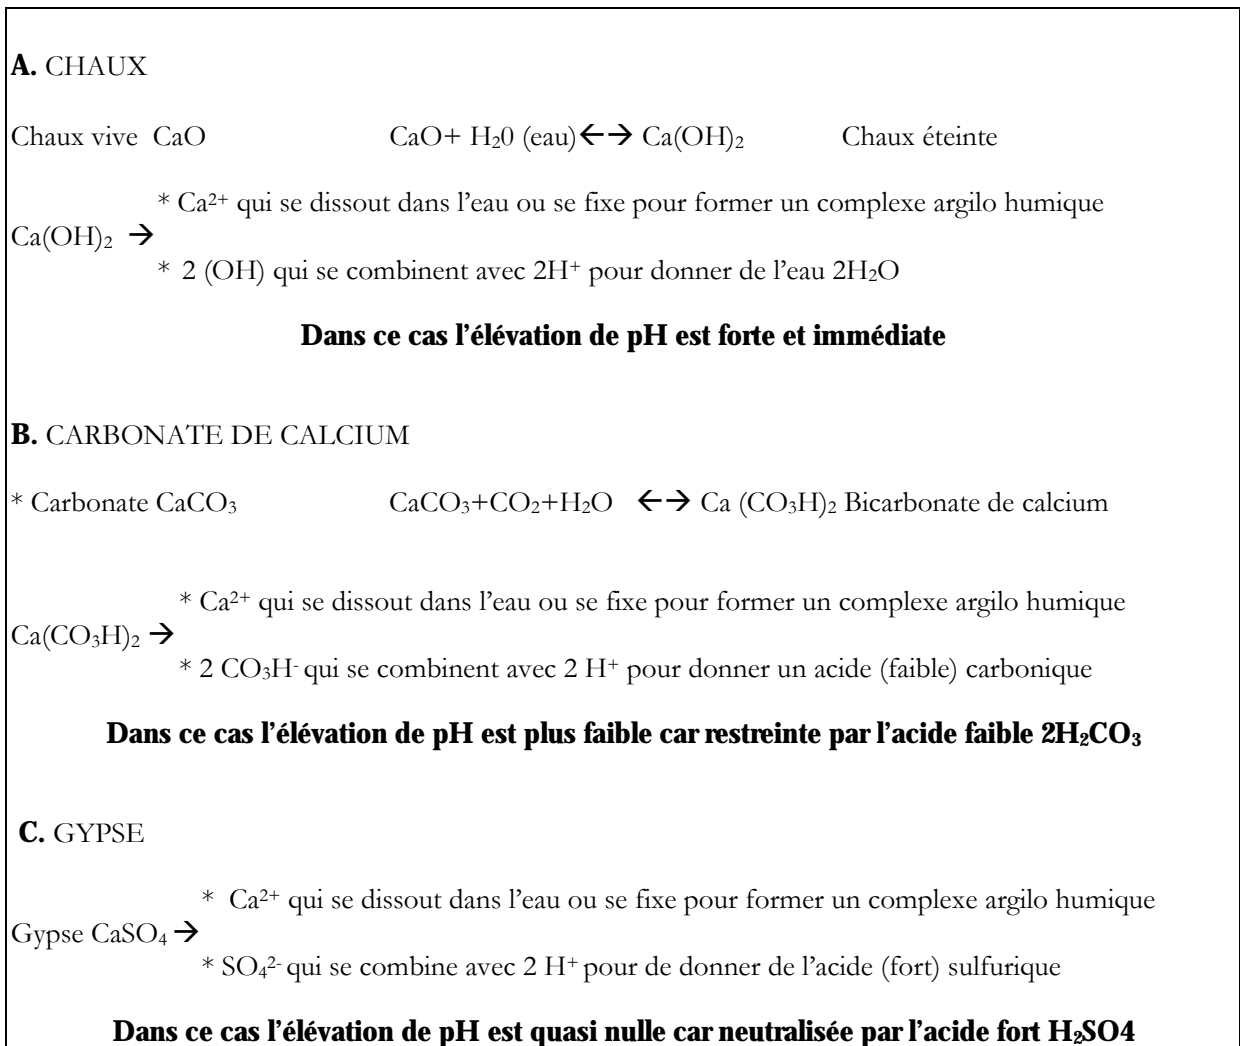 A. CHAUX
Chaux vive CaO CaO+ H₂0 (eau)←→ Ca(OH)₂ Chaux éteinte
* Ca²⁺ qui se dissout dans l’eau ou se fixe pour former un complexe argilo humique
Ca(OH)₂ →
* 2 (OH) qui se combinent avec 2H⁺ pour donner de l’eau 2H₂O
Dans ce cas l’élévation de pH est forte et immédiate
B. CARBONATE DE CALCIUM
* Carbonate CaCO₃ CaCO₃+CO₂+H₂O ←→ Ca (CO₃H)₂ Bicarbonate de calcium
* Ca²⁺ qui se dissout dans l’eau ou se fixe pour former un complexe argilo humique
Ca(CO₃H)₂ →
* 2 CO₃H⁻ qui se combinent avec 2 H⁺ pour donner un acide (faible) carbonique
Dans ce cas l’élévation de pH est plus faible car restreinte par l’acide faible 2H₂CO₃
C. GYPSE
* Ca²⁺ qui se dissout dans l’eau ou se fixe pour former un complexe argilo humique
Gypse CaSO₄ →
* SO₄²⁻ qui se combine avec 2 H⁺ pour de donner de l’acide (fort) sulfurique
Dans ce cas l’élévation de pH est quasi nulle car neutralisée par l’acide fort H₂SO4